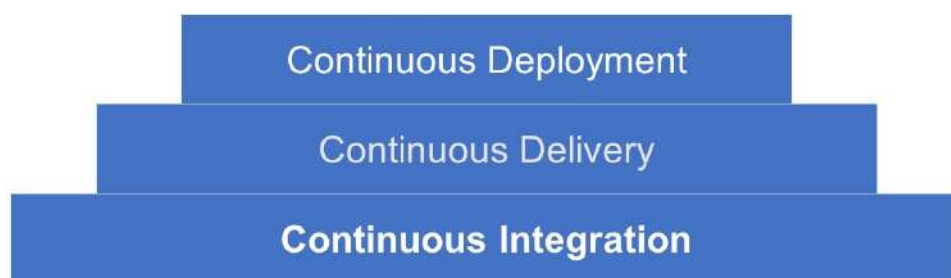 Continuous Deployment
Continuous Delivery
Continuous Integration